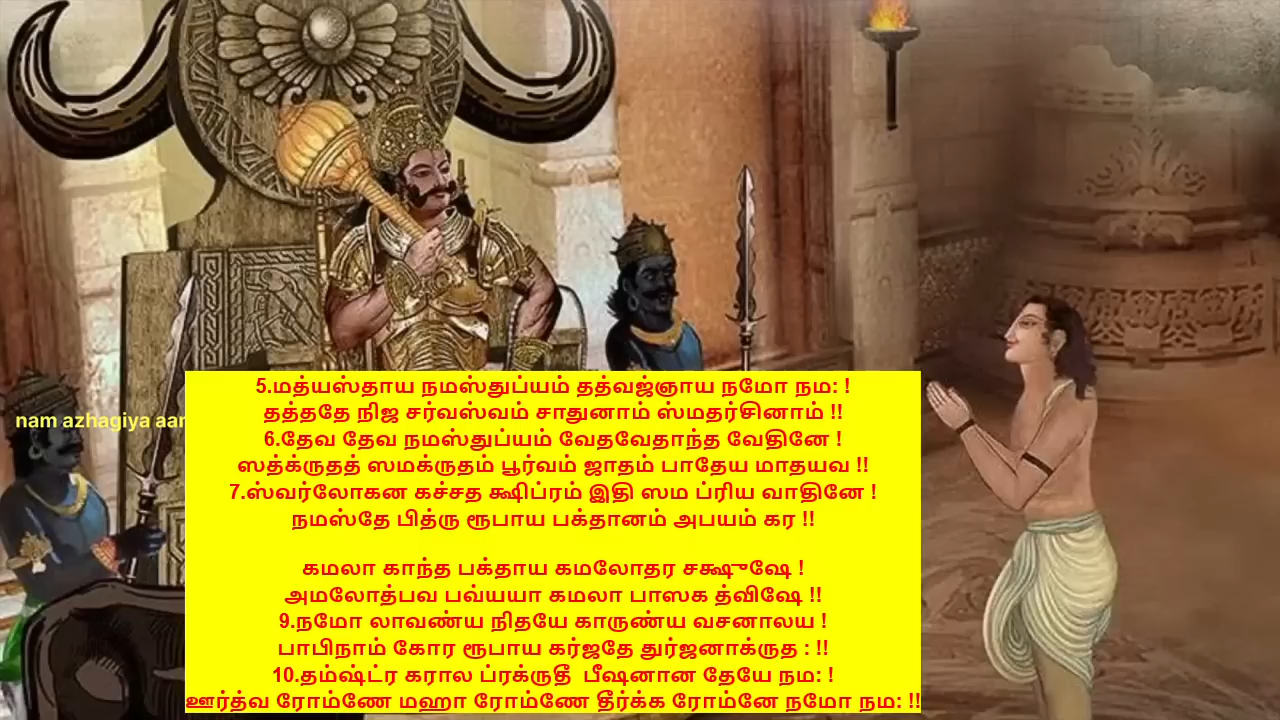 5.மத்யஸ்தாய நமஸ்துப்யம் தத்வஜ்ஞாய நமோ நம: !
தத்ததே நிஜ சர்வஸ்வம் சாதுனாம் ஸ்மதர்சினாம் !!
6.தேவ தேவ நமஸ்துப்யம் வேதவேதாந்த வேதினே !
ஸத்க்ருதத் ஸமக்ருதம் பூர்வம் ஜாதம் பாதேய மாதயவ !!
7.ஸ்வர்லோகன கச்சத க்ஷிப்ரம் இதி ஸம ப்ரிய வாதினே !
நமஸ்தே பித்ரு ரூபாய பக்தானம் அபயம் கர !!
கமலா காந்த பக்தாய கமலோதர சக்ஷுஷே !
அமலோத்பவ பவ்யயா கமலா பாஸக த்விஷே !!
9.நமோ லாவண்ய நிதயே காருண்ய வசனாலய !
பாபிநாம் கோர ரூபாய கர்ஜதே துர்ஜனாக்ருத : !!
10.தம்ஷ்ட்ர கரால ப்ரக்ருதீ பீஷனான தேயே நம: !
ஊர்த்வ ரோம்ணே மஹா ரோம்ணே தீர்க்க ரோம்னே நமோ நம: !!
nam azhagiya